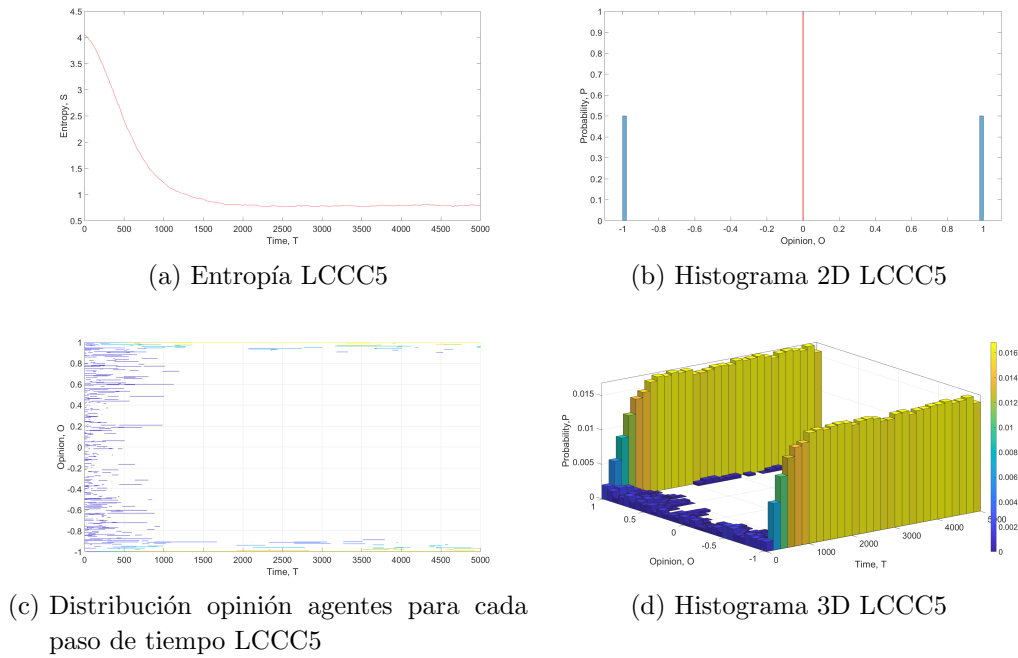 4.5
4
3.5
3
2.5
2
1.5
1
0.5
0 500 1000 1500 2000 2500 3000 3500 4000 4500 5000
Entropy, S
Time, T
(a) Entropía LCCC5
1
0.9
0.8
0.7
0.6
0.5
0.4
0.3
0.2
0.1
0
-1 -0.8 -0.6 -0.4 -0.2 0 0.2 0.4 0.6 0.8 1
Probability, P
Opinion, O
(b) Histograma 2D LCCC5
1
0.8
0.6
0.4
0.2
0
-0.2
-0.4
-0.6
-0.8
-1
0 500 1000 1500 2000 2500 3000 3500 4000 4500 5000
Opinion, O
Time, T
(c) Distribución opinión agentes para cada
paso de tiempo LCCC5
0.015
0.01
0.005
0
Probability,P
1 0.5 0 -0.5 -1
Opinion, O
0 1000 2000 3000 4000
Time, T
0.016
0.014
0.012
0.01
0.008
0.006
0.004
0.002
0
(d) Histograma 3D LCCC5